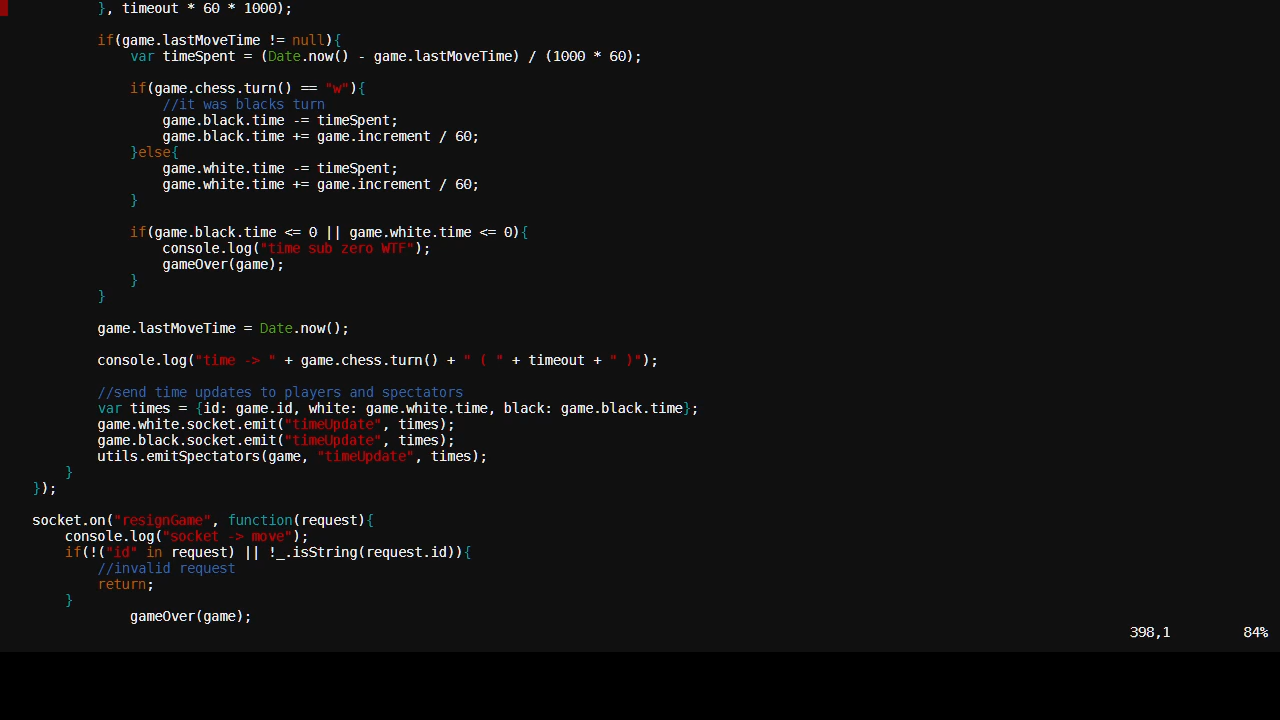 }, timeout * 60 * 1000);
if(game.lastMoveTime != null){
var timeSpent = (Date.now() - game.lastMoveTime) / (1000 * 60);
if(game.chess.turn() == "w"){
//it was blacks turn
game.black.time -= timeSpent;
game.black.time += game.increment / 60;
}else{
game.white.time -= timeSpent;
game.white.time += game.increment / 60;
}
if(game.black.time <= 0 || game.white.time <= 0){
console.log("time sub zero WTF");
gameOver(game);
}
}
game.lastMoveTime = Date.now();
console.log("time -> " + game.chess.turn() + " ( " + timeout + " )");
//send time updates to players and spectators
var times = {id: game.id, white: game.white.time, black: game.black.time};
game.white.socket.emit("timeUpdate", times);
game.black.socket.emit("timeUpdate", times);
utils.emitSpectators(game, "timeUpdate", times);
}
});
socket.on("resignGame", function(request){
console.log("socket -> move");
if(!("id" in request) || !_.isString(request.id)){
//invalid request
return;
}
gameOver(game);
398,1 84%